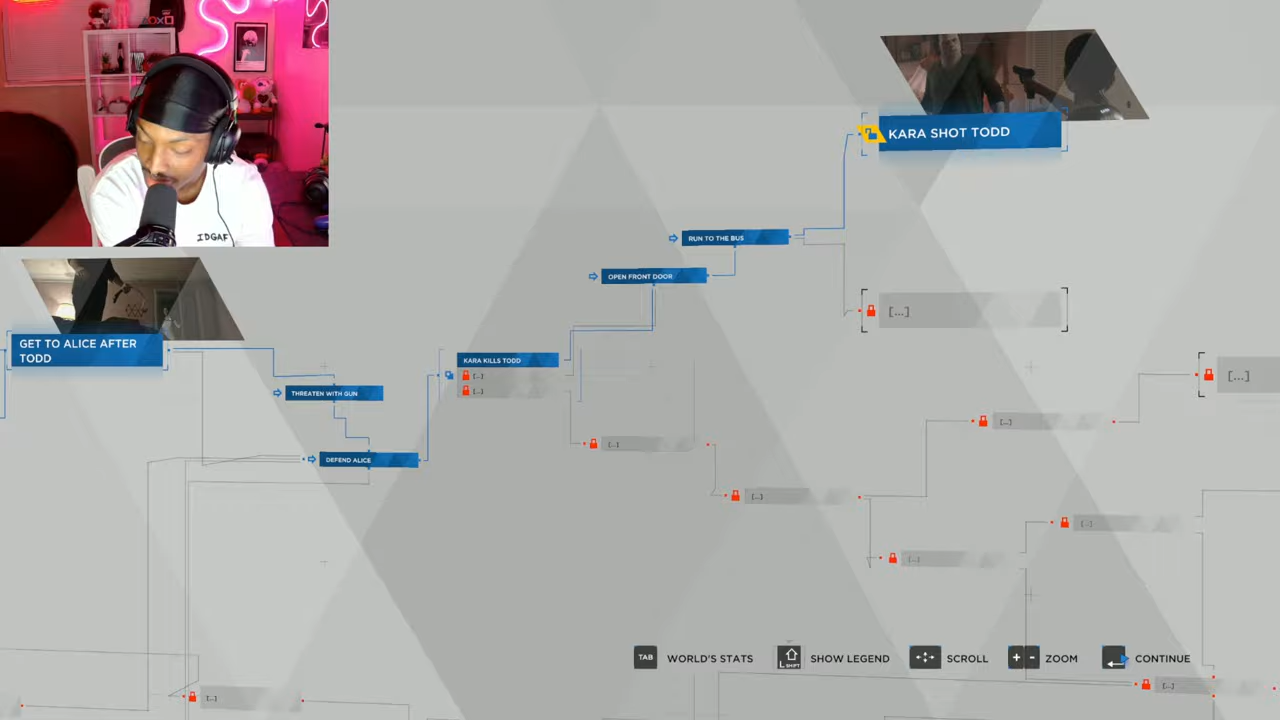 IDGAF
KARA SHOT TODD
RUN TO THE BUS
OPEN FRONT DOOR
[...]
GET TO ALICE AFTER
TODD
KARA KILLS TODD
[...]
[...]
[...]
THREATEN WITH GUN
[...]
[...]
DEFEND ALICE
[...]
[...]
[...]
TAB WORLD'S STATS
L SHIFT SHOW LEGEND
SCROLL
+ - ZOOM
CONTINUE
[...]
[...]